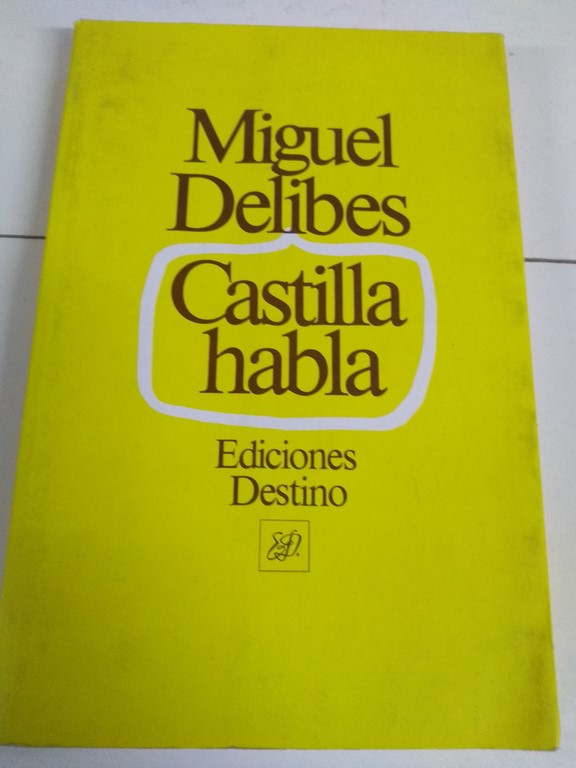 Miguel
Delibes
Castilla
habla
Ediciones
Destino